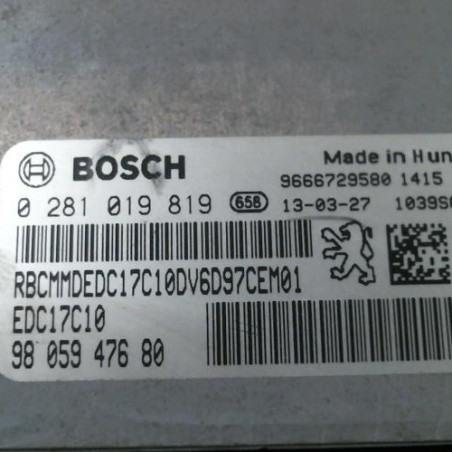 BOSCH
Made in Hun
9666729580 1415
0 281 019 819 658 13-03-27 1039S
RBCMMDEDC17C10DV6D97CEM01
EDC17C10
98 059 476 80